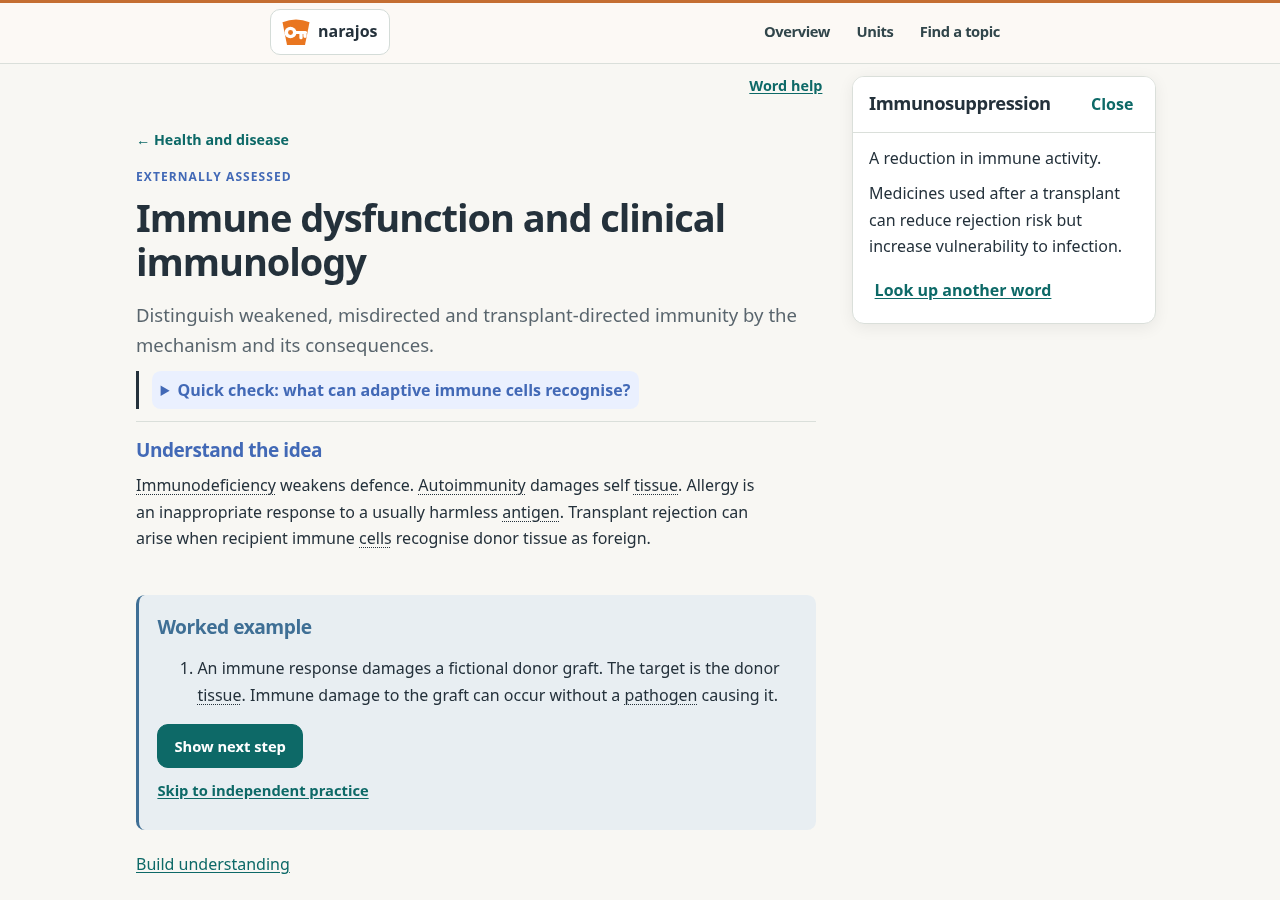 narajos
Overview Units Find a topic
Word help
← Health and disease
EXTERNALLY ASSESSED
Immune dysfunction and clinical
immunology
Distinguish weakened, misdirected and transplant-directed immunity by the
mechanism and its consequences.
▶ Quick check: what can adaptive immune cells recognise?
Understand the idea
Immunodeficiency weakens defence. Autoimmunity damages self tissue. Allergy is
an inappropriate response to a usually harmless antigen. Transplant rejection can
arise when recipient immune cells recognise donor tissue as foreign.
Worked example
1. An immune response damages a fictional donor graft. The target is the donor
tissue. Immune damage to the graft can occur without a pathogen causing it.
Show next step
Skip to independent practice
Build understanding
Immunosuppression Close
A reduction in immune activity.
Medicines used after a transplant
can reduce rejection risk but
increase vulnerability to infection.
Look up another word